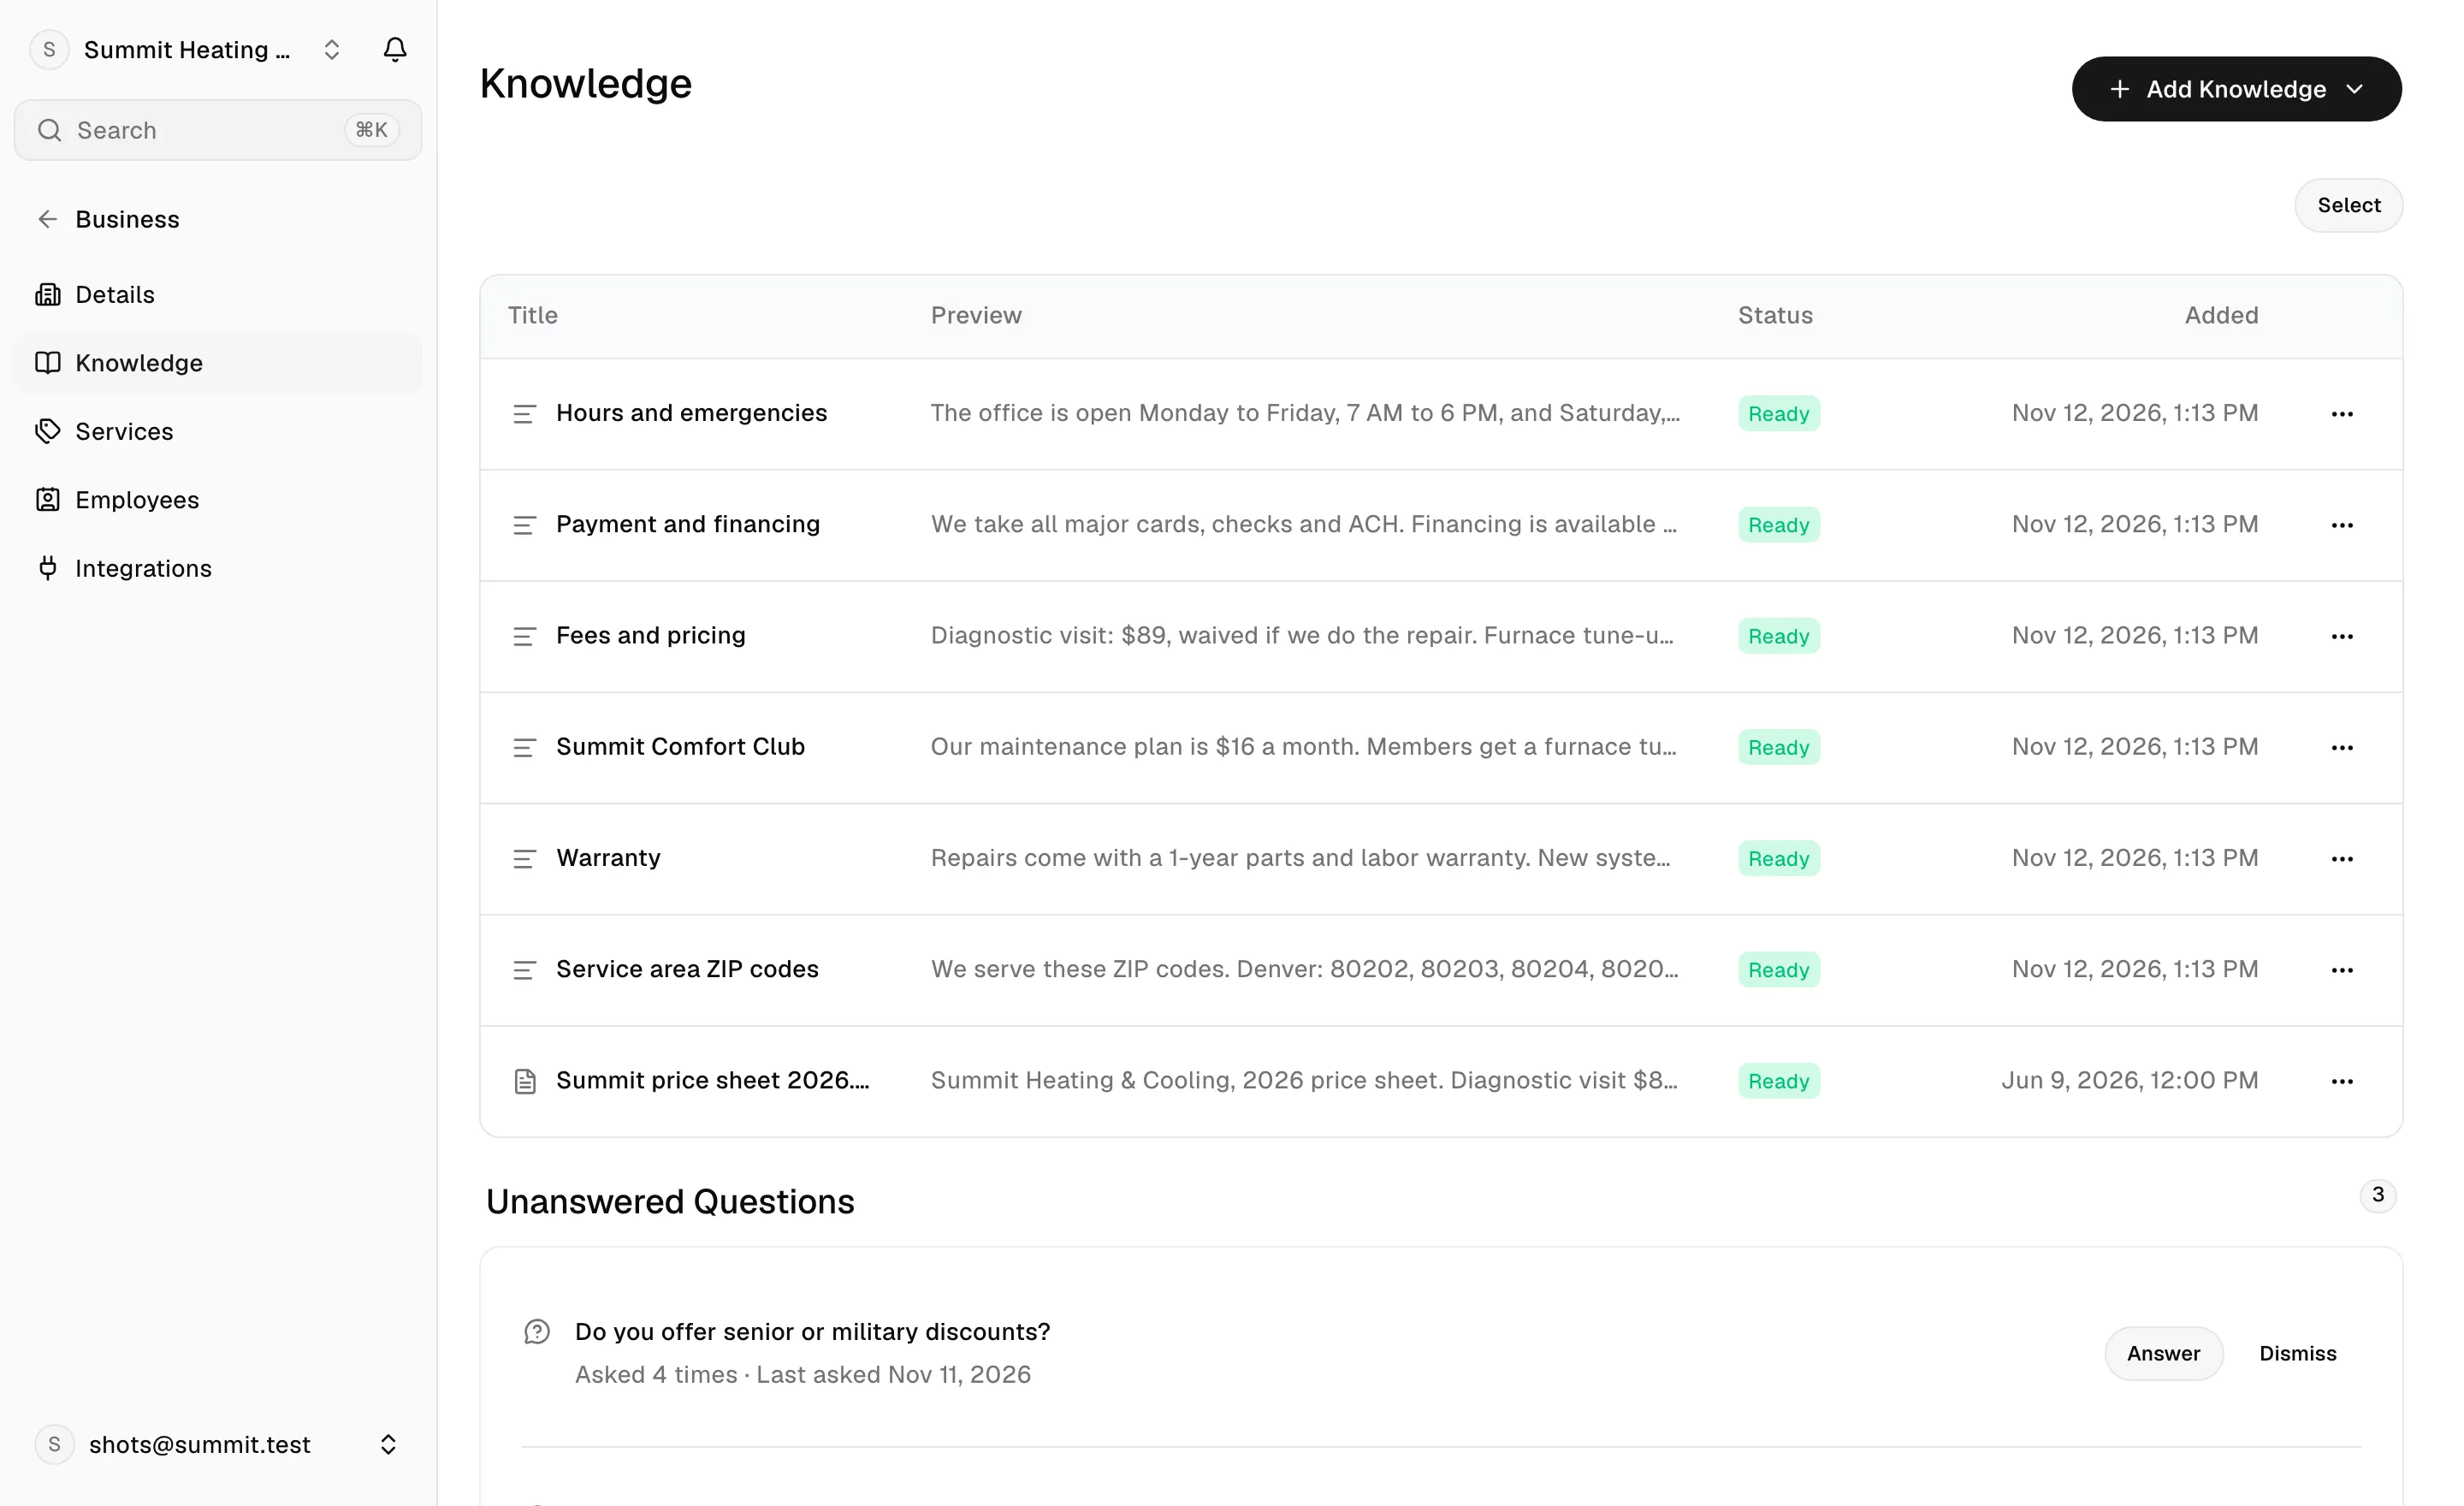 S Summit Heating ...
Search ⌘K
Business
Details
Knowledge
Services
Employees
Integrations
S shots@summit.test
Knowledge
+ Add Knowledge
Select
Title Preview Status Added
Hours and emergencies The office is open Monday to Friday, 7 AM to 6 PM, and Saturday,... Ready Nov 12, 2026, 1:13 PM
Payment and financing We take all major cards, checks and ACH. Financing is available ... Ready Nov 12, 2026, 1:13 PM
Fees and pricing Diagnostic visit: $89, waived if we do the repair. Furnace tune-u... Ready Nov 12, 2026, 1:13 PM
Summit Comfort Club Our maintenance plan is $16 a month. Members get a furnace tu... Ready Nov 12, 2026, 1:13 PM
Warranty Repairs come with a 1-year parts and labor warranty. New syste... Ready Nov 12, 2026, 1:13 PM
Service area ZIP codes We serve these ZIP codes. Denver: 80202, 80203, 80204, 8020... Ready Nov 12, 2026, 1:13 PM
Summit price sheet 2026.... Summit Heating & Cooling, 2026 price sheet. Diagnostic visit $8... Ready Jun 9, 2026, 12:00 PM
Unanswered Questions 3
Do you offer senior or military discounts?
Asked 4 times · Last asked Nov 11, 2026
Answer Dismiss